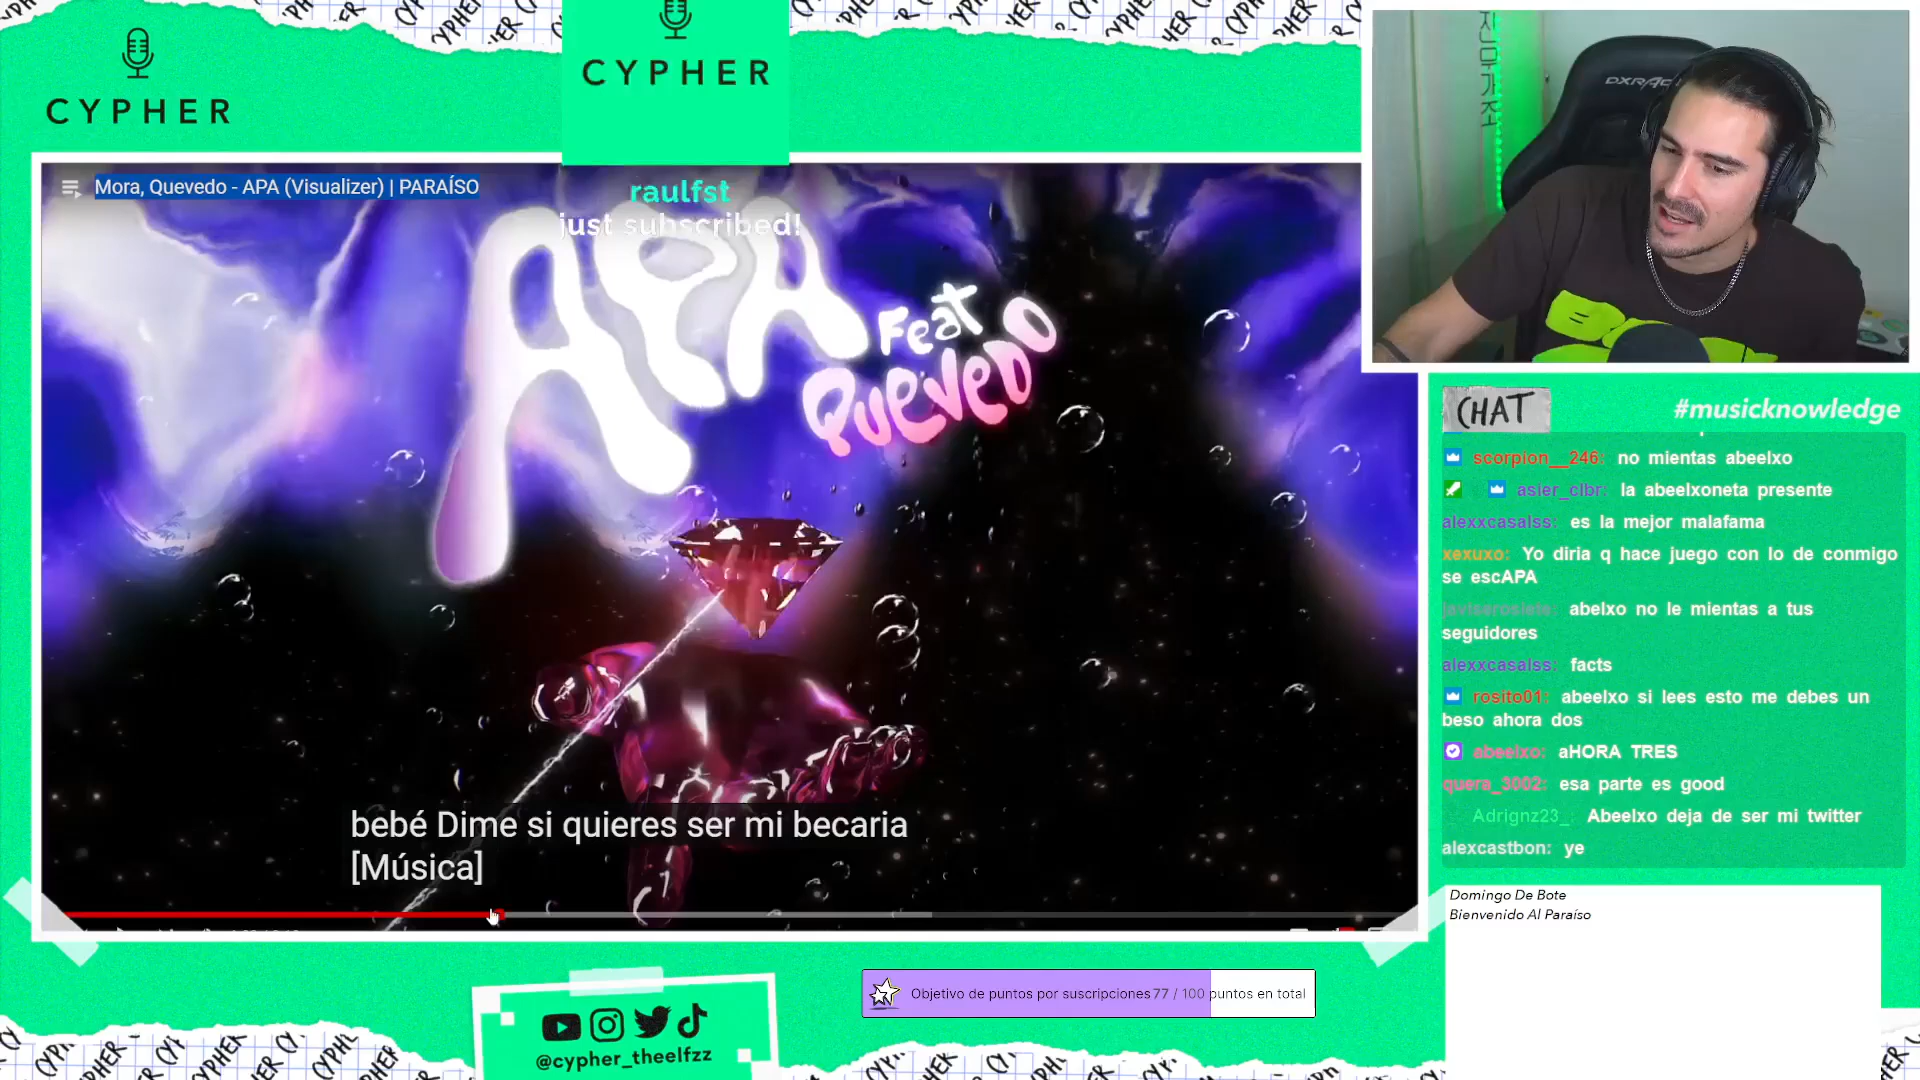 CYPHER
CYPHER
DXRAC
Mora, Quevedo - APA (Visualizer) | PARAÍSO
raulfst
just subscribed!
APA
Feat
QUEVEDO
bebé Dime si quieres ser mi becaria
[Música]
CHAT
#musicknowledge
scorpion__246: no mientas abeelxo
asier_clbr: la abeelxoneta presente
alexxcasalss: es la mejor malafama
xexuxo: Yo diria q hace juego con lo de conmigo
se escAPA
javiserosiete: abelxo no le mientas a tus
seguidores
alexxcasalss: facts
rosito01: abeelxo si lees esto me debes un
beso ahora dos
abeelxo: aHORA TRES
quera_3002: esa parte es good
Adrignz23_: Abeelxo deja de ser mi twitter
alexcastbon: ye
Domingo De Bote
Bienvenido Al Paraíso
Objetivo de puntos por suscripciones 77 / 100 puntos en total
@cypher_theelfzz